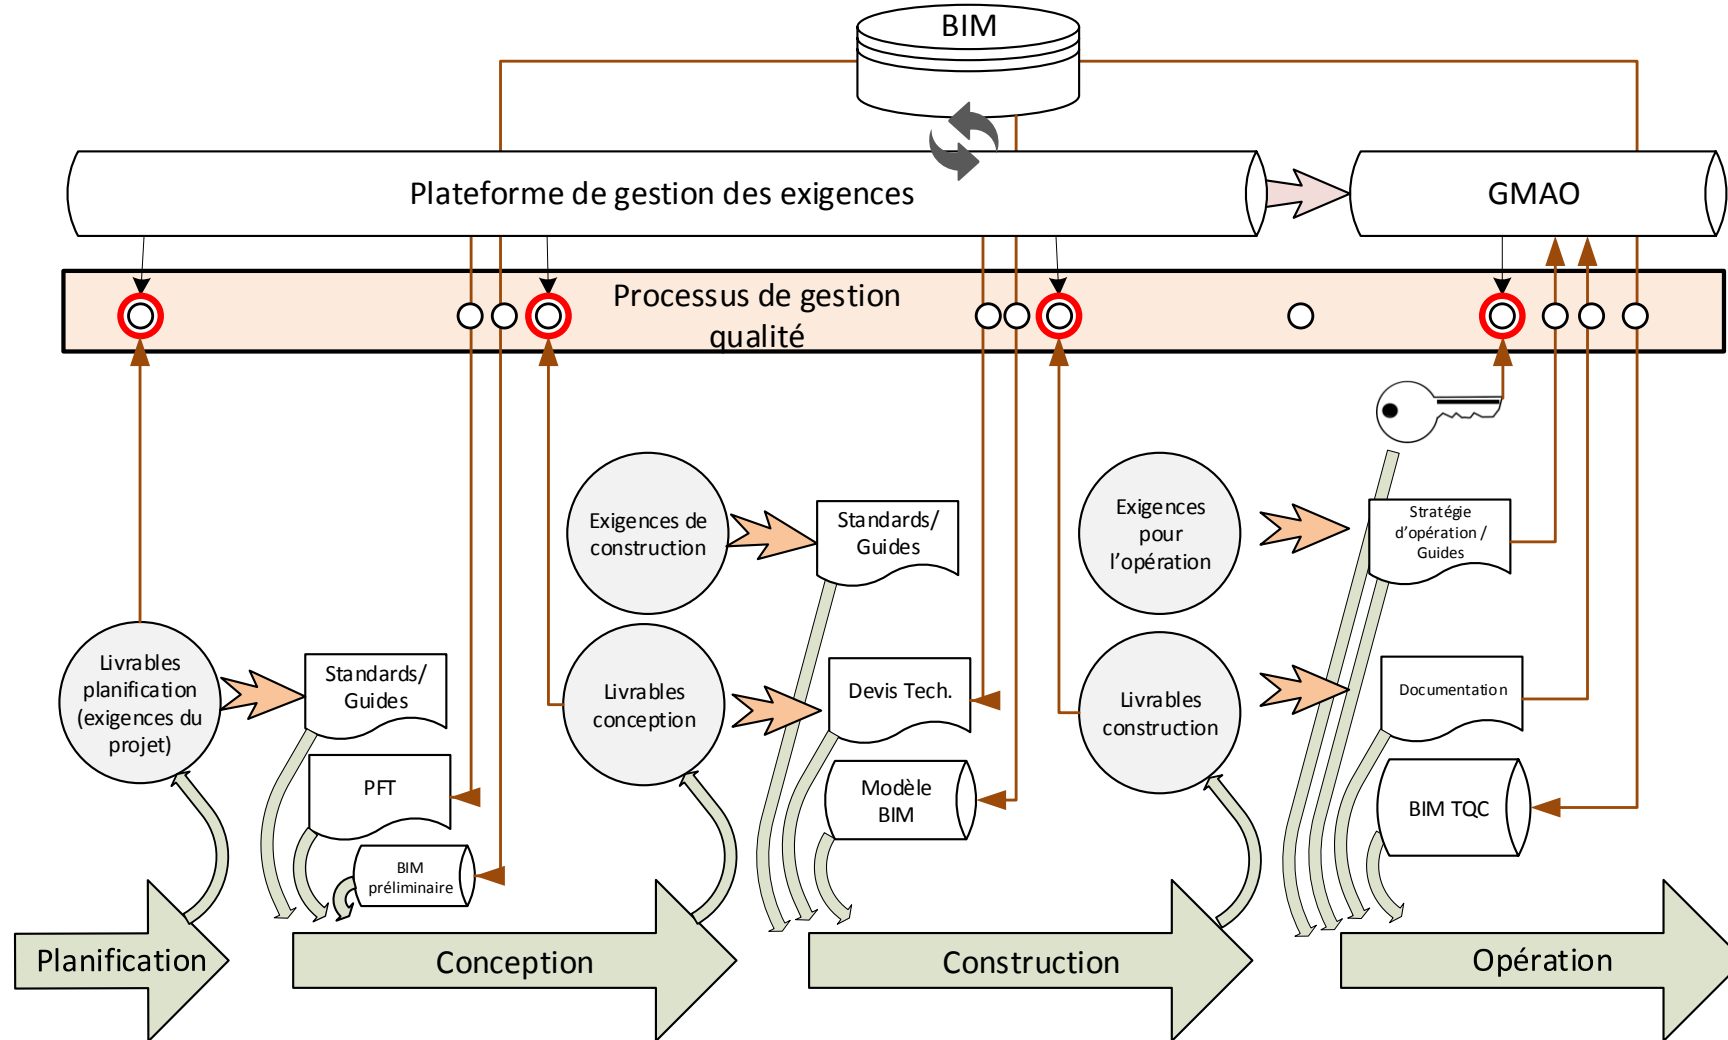 BIM
Plateforme de gestion des exigences
GMAO
Processus de gestion
qualité
Exigences de
construction
Standards/
Guides
Exigences
pour
l'opération
Stratégie
d'opération /
Guides
Livrables
planification
(exigences du
projet)
Standards/
Guides
Livrables
conception
Devis Tech.
Livrables
construction
Documentation
PFT
Modèle
BIM
BIM TQC
BIM
préliminaire
Planification
Conception
Construction
Opération